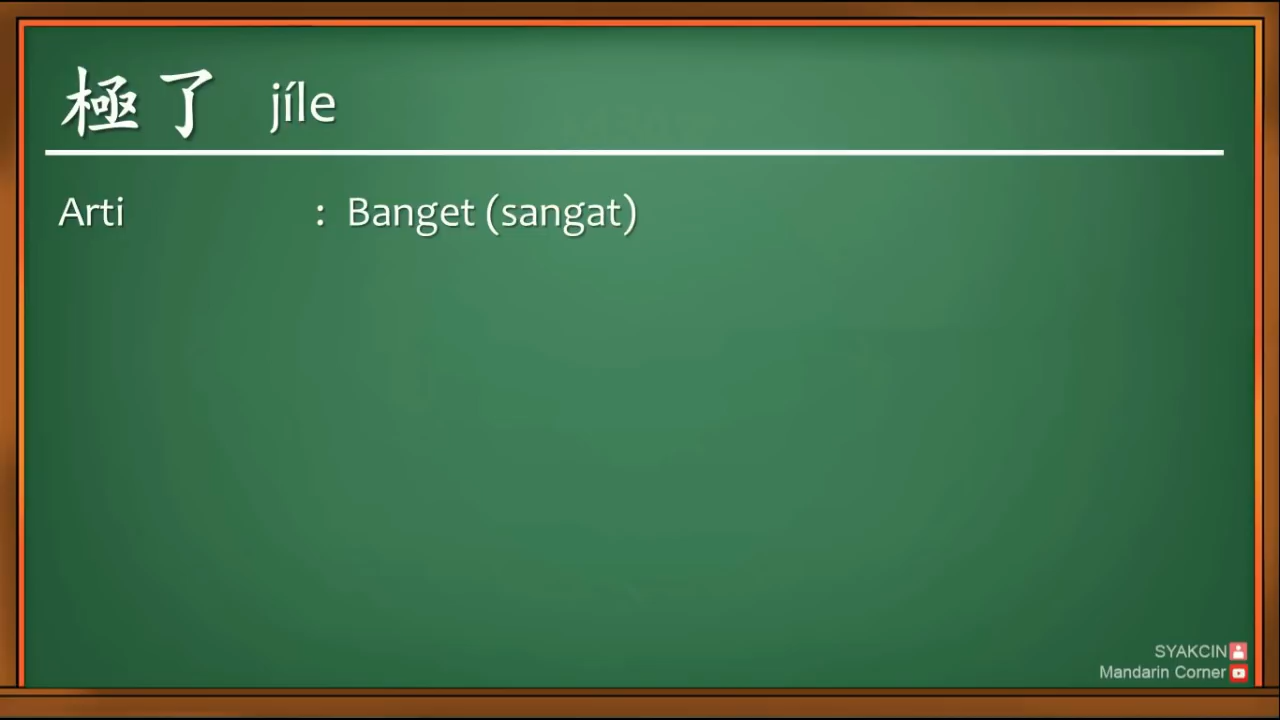 極了 jíle
Arti : Banget (sangat)
SYAKCIN
Mandarin Corner